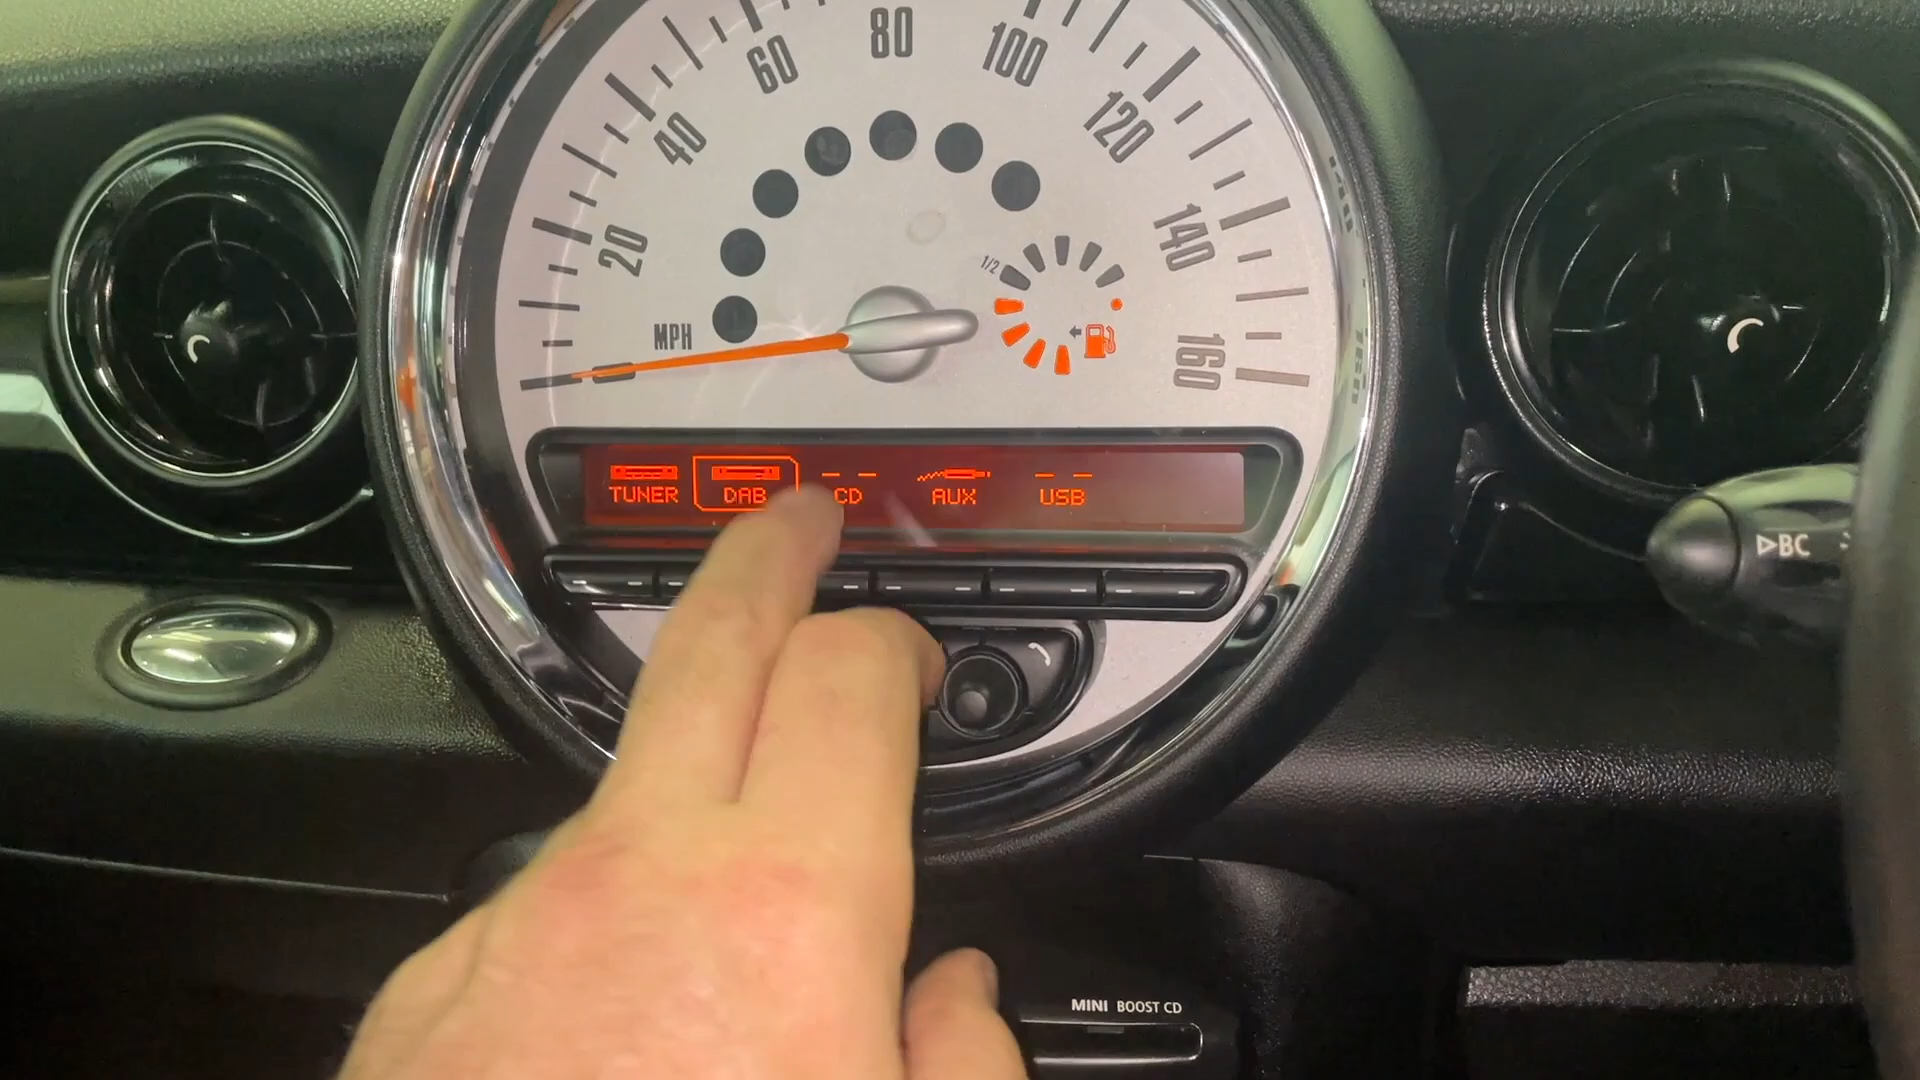 80
60
100
40
120
20
140
1/2
MPH
0
160
TUNER
DAB
CD
AUX
USB
BC
MINI BOOST CD